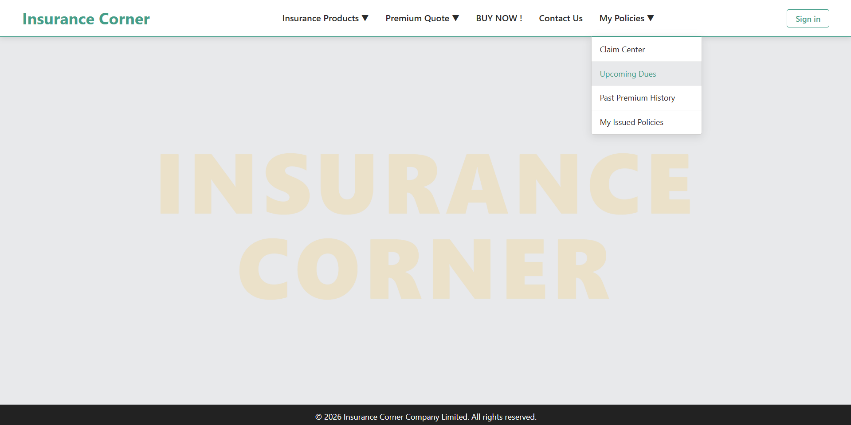 Insurance Corner
Insurance Products ▼
Premium Quote ▼
BUY NOW !
Contact Us
My Policies ▼
Sign in
Claim Center
Upcoming Dues
Past Premium History
My Issued Policies
INSURANCE
CORNER
© 2026 Insurance Corner Company Limited. All rights reserved.